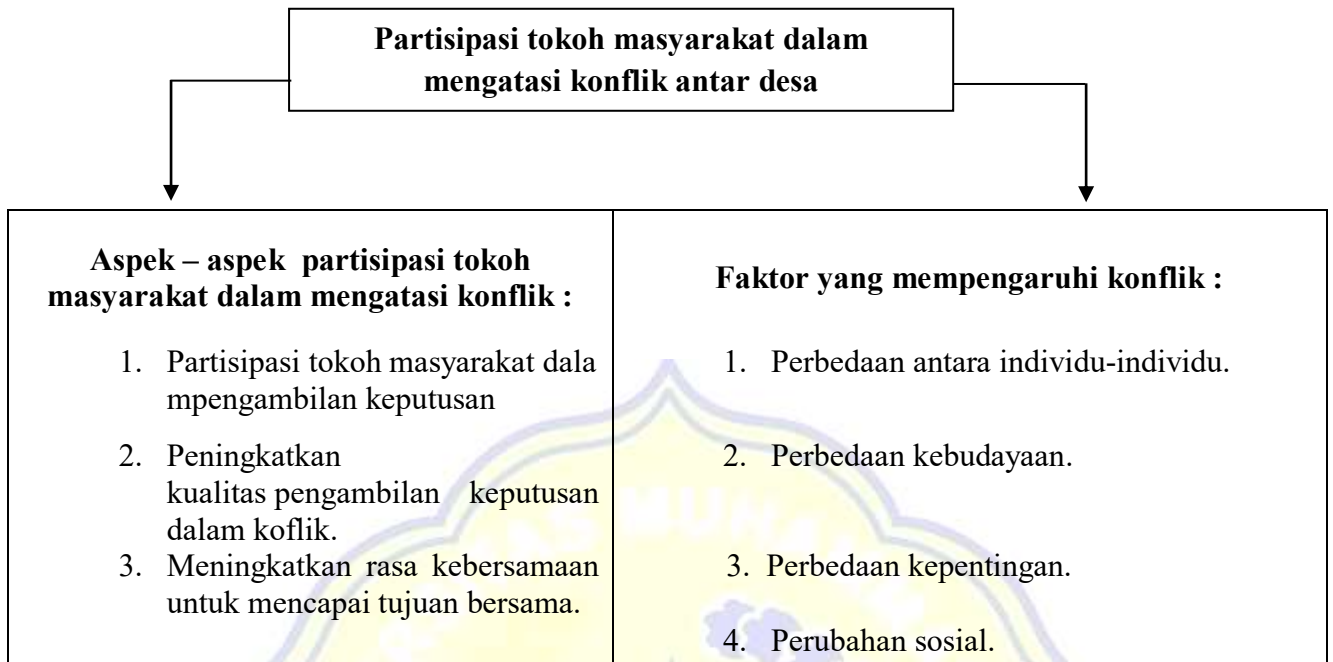 Partisipasi tokoh masyarakat dalam
mengatasi konflik antar desa
Aspek – aspek partisipasi tokoh
masyarakat dalam mengatasi konflik :
1. Partisipasi tokoh masyarakat dala
mpengambilan keputusan
2. Peningkatkan
kualitas pengambilan keputusan
dalam koflik.
3. Meningkatkan rasa kebersamaan
untuk mencapai tujuan bersama.
Faktor yang mempengaruhi konflik :
1. Perbedaan antara individu-individu.
2. Perbedaan kebudayaan.
3. Perbedaan kepentingan.
4. Perubahan sosial.